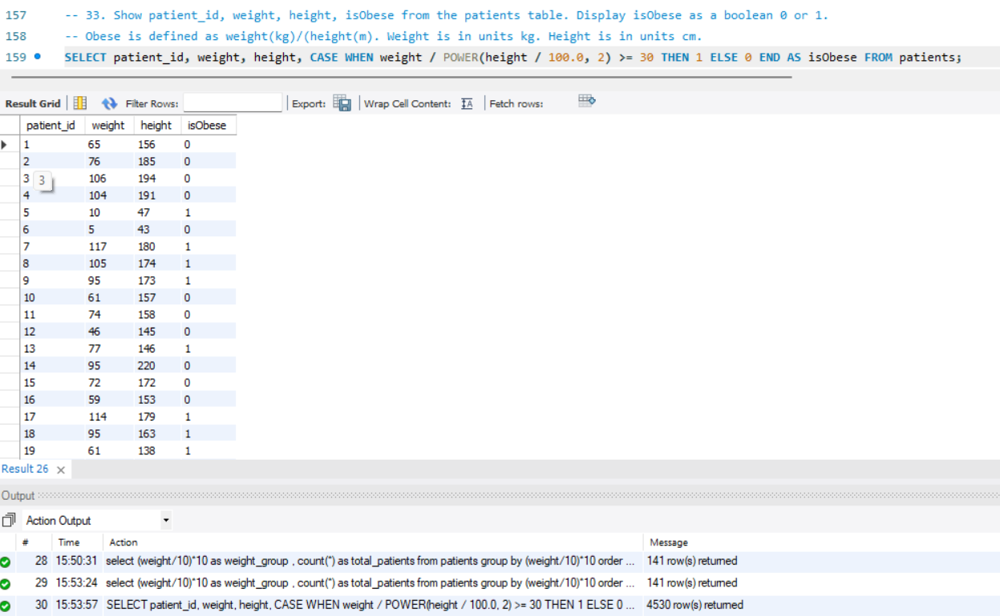 157 -- 33. Show patient_id, weight, height, isObese from the patients table. Display isObese as a boolean 0 or 1.
158 -- Obese is defined as weight(kg)/(height(m). Weight is in units kg. Height is in units cm.
159 SELECT patient_id, weight, height, CASE WHEN weight / POWER(height / 100.0, 2) >= 30 THEN 1 ELSE 0 END AS isObese FROM patients;
Result Grid Filter Rows: Export: Wrap Cell Content: IA Fetch rows:
patient_id weight height isObese
1 65 156 0
2 76 185 0
3 106 194 0
3
4 104 191 0
5 10 47 1
6 5 43 0
7 117 180 1
8 105 174 1
9 95 173 1
10 61 157 0
11 74 158 0
12 46 145 0
13 77 146 1
14 95 220 0
15 72 172 0
16 59 153 0
17 114 179 1
18 95 163 1
19 61 138 1
Result 26 ×
Output
Action Output
# Time Action Message
28 15:50:31 select (weight/10)*10 as weight_group , count(*) as total_patients from patients group by (weight/10)*10 order ... 141 row(s) returned
29 15:53:24 select (weight/10)*10 as weight_group , count(*) as total_patients from patients group by (weight/10)*10 order ... 141 row(s) returned
30 15:53:57 SELECT patient_id, weight, height, CASE WHEN weight / POWER(height / 100.0, 2) >= 30 THEN 1 ELSE 0 ... 4530 row(s) returned